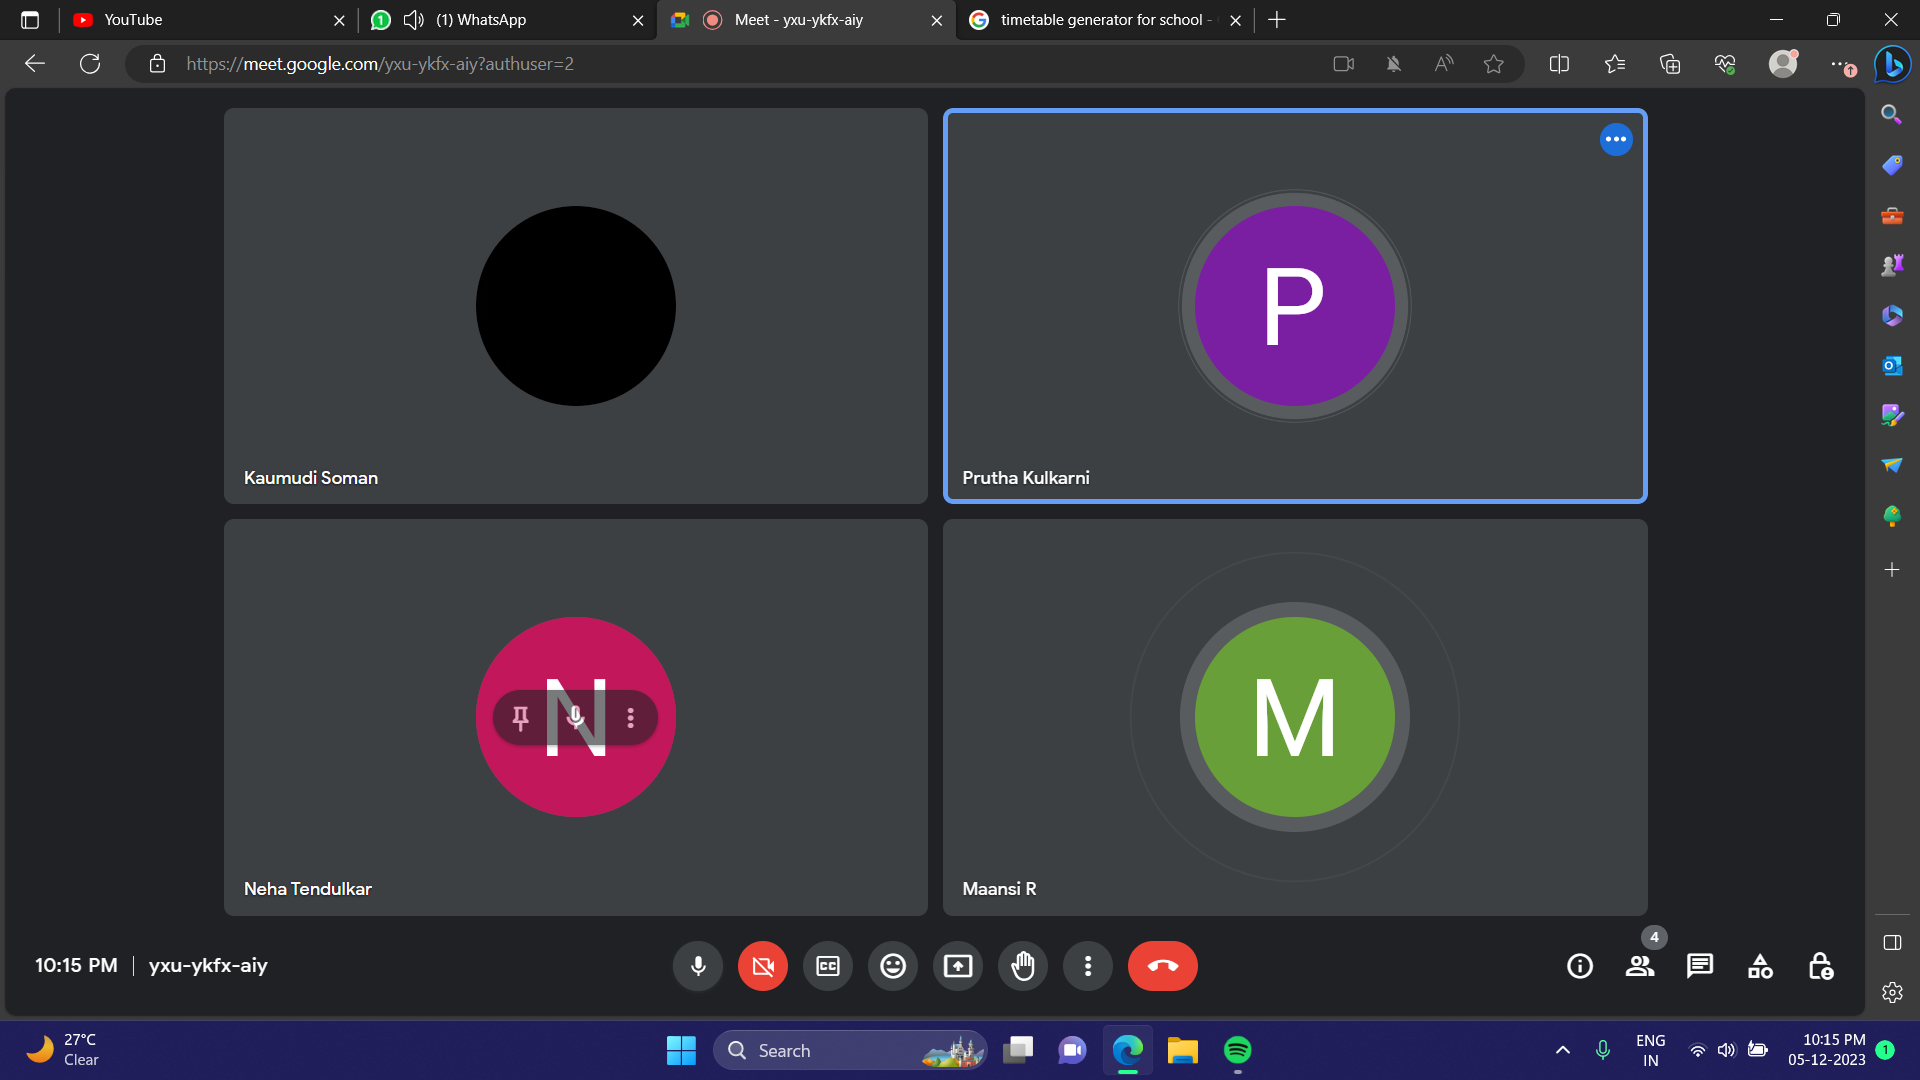 YouTube
(1) WhatsApp
Meet - yxu-ykfx-aiy
timetable generator for school -
https://meet.google.com/yxu-ykfx-aiy?authuser=2
P
Kaumudi Soman
Prutha Kulkarni
N
M
Neha Tendulkar
Maansi R
10:15 PM | yxu-ykfx-aiy
CC
4
27°C
Clear
Search
ENG
IN
10:15 PM
05-12-2023
1